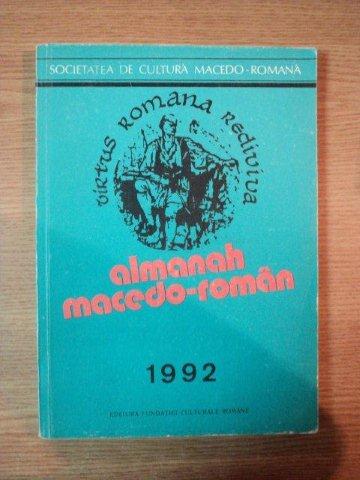 SOCIETATEA DE CULTURĂ MACEDO-ROMÂNĂ
virtus romana rediviva
almanah
macedo-român
1992
EDITURA FUNDAȚIEI CULTURALE ROMÂNE